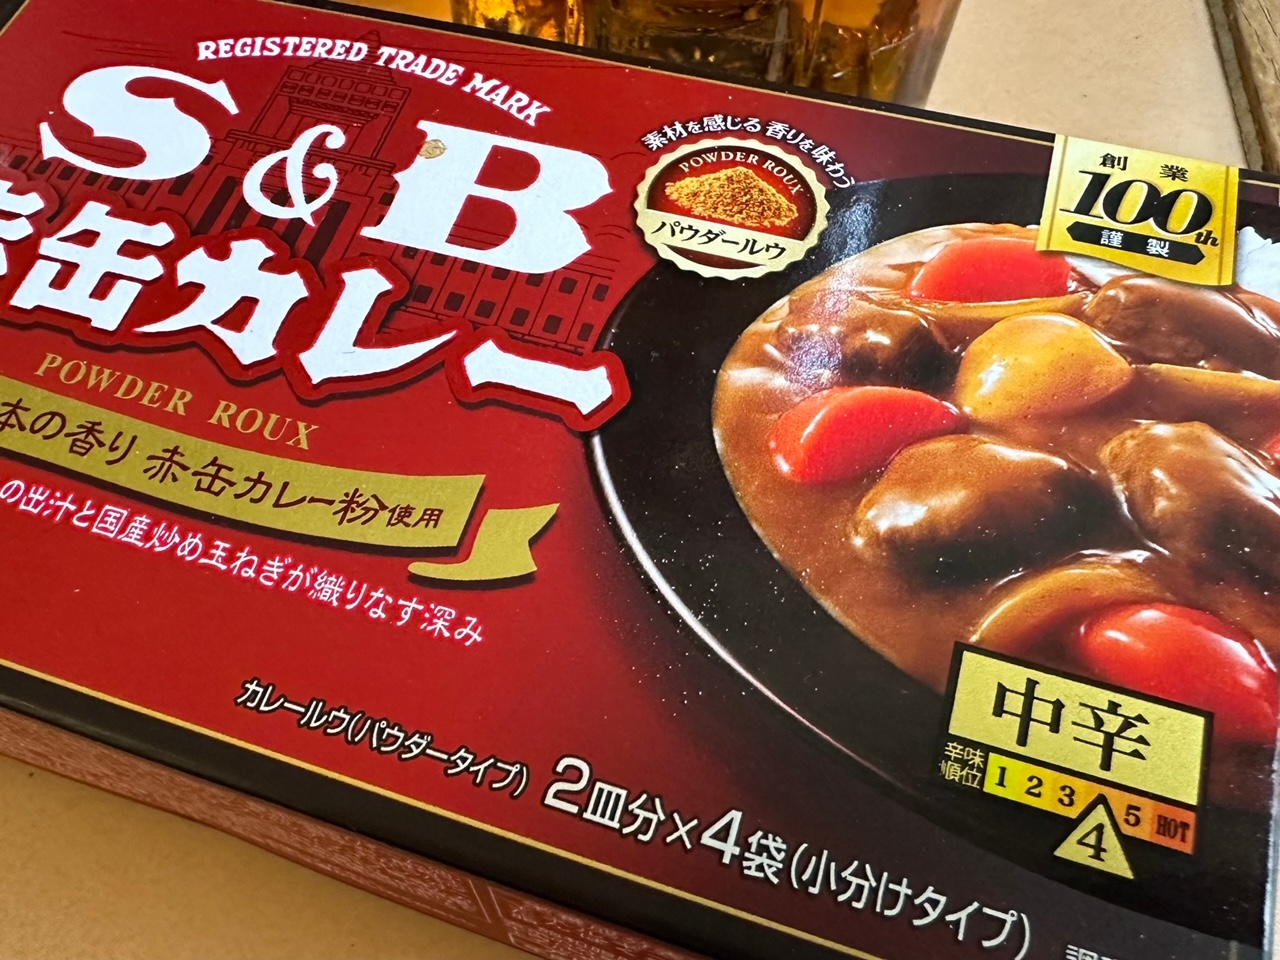 REGISTERED TRADE MARK
S & B
赤缶カレー
POWDER ROUX
本の香り 赤缶カレー粉使用
の出汁と国産炒め玉ねぎが織りなす深み
素材を感じる 香りを味わう
POWDER ROUX
パウダールウ
創業
100th
謹製
中辛
辛味順位 1 2 3 4 5 HOT
カレールウ(パウダータイプ) 2皿分×4袋(小分けタイプ)